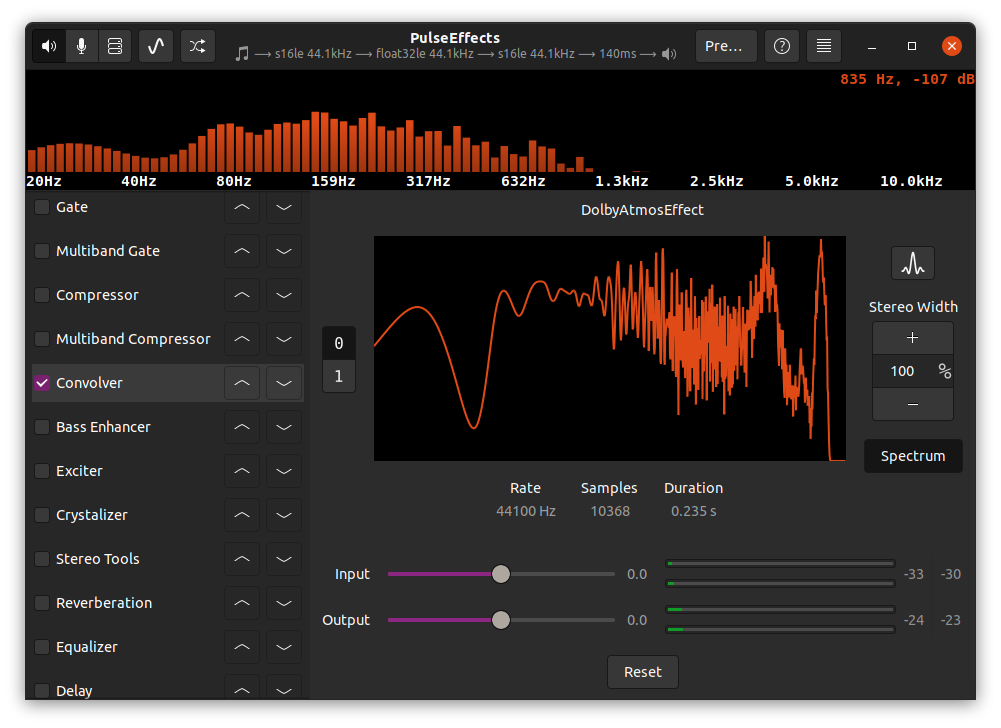 PulseEffects
s16le 44.1kHz ⟶ float32le 44.1kHz ⟶ s16le 44.1kHz ⟶ 140ms ⟶
Pre...
835 Hz, -107 dB
20Hz 40Hz 80Hz 159Hz 317Hz 632Hz 1.3kHz 2.5kHz 5.0kHz 10.0kHz
Gate
Multiband Gate
Compressor
Multiband Compressor
Convolver
Bass Enhancer
Exciter
Crystalizer
Stereo Tools
Reverberation
Equalizer
Delay
DolbyAtmosEffect
0
1
Stereo Width
+
100 %
−
Spectrum
Rate Samples Duration
44100 Hz 10368 0.235 s
Input 0.0 -33 -30
Output 0.0 -24 -23
Reset